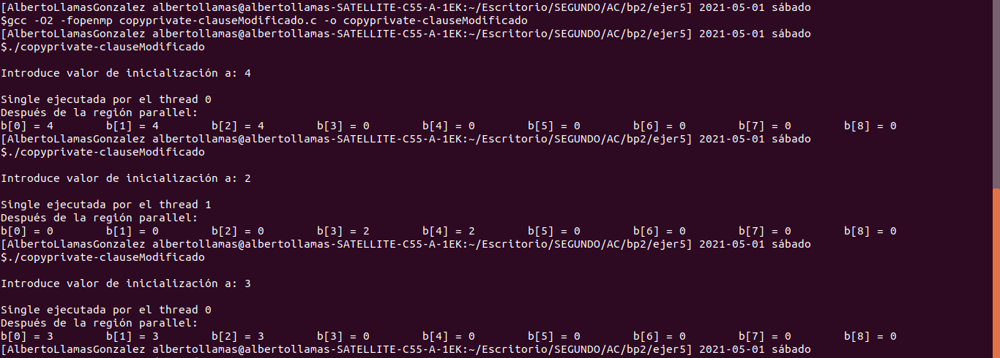 [AlbertoLlamasGonzalez albertollamas@albertollamas-SATELLITE-C55-A-1EK:~/Escritorio/SEGUNDO/AC/bp2/ejer5] 2021-05-01 sábado
$gcc -O2 -fopenmp copyprivate-clauseModificado.c -o copyprivate-clauseModificado
[AlbertoLlamasGonzalez albertollamas@albertollamas-SATELLITE-C55-A-1EK:~/Escritorio/SEGUNDO/AC/bp2/ejer5] 2021-05-01 sábado
$./copyprivate-clauseModificado
Introduce valor de inicialización a: 4
Single ejecutada por el thread 0
Después de la región parallel:
b[0] = 4 b[1] = 4 b[2] = 4 b[3] = 0 b[4] = 0 b[5] = 0 b[6] = 0 b[7] = 0 b[8] = 0
[AlbertoLlamasGonzalez albertollamas@albertollamas-SATELLITE-C55-A-1EK:~/Escritorio/SEGUNDO/AC/bp2/ejer5] 2021-05-01 sábado
$./copyprivate-clauseModificado
Introduce valor de inicialización a: 2
Single ejecutada por el thread 1
Después de la región parallel:
b[0] = 0 b[1] = 0 b[2] = 0 b[3] = 2 b[4] = 2 b[5] = 0 b[6] = 0 b[7] = 0 b[8] = 0
[AlbertoLlamasGonzalez albertollamas@albertollamas-SATELLITE-C55-A-1EK:~/Escritorio/SEGUNDO/AC/bp2/ejer5] 2021-05-01 sábado
$./copyprivate-clauseModificado
Introduce valor de inicialización a: 3
Single ejecutada por el thread 0
Después de la región parallel:
b[0] = 3 b[1] = 3 b[2] = 3 b[3] = 0 b[4] = 0 b[5] = 0 b[6] = 0 b[7] = 0 b[8] = 0
[AlbertoLlamasGonzalez albertollamas@albertollamas-SATELLITE-C55-A-1EK:~/Escritorio/SEGUNDO/AC/bp2/ejer5] 2021-05-01 sábado